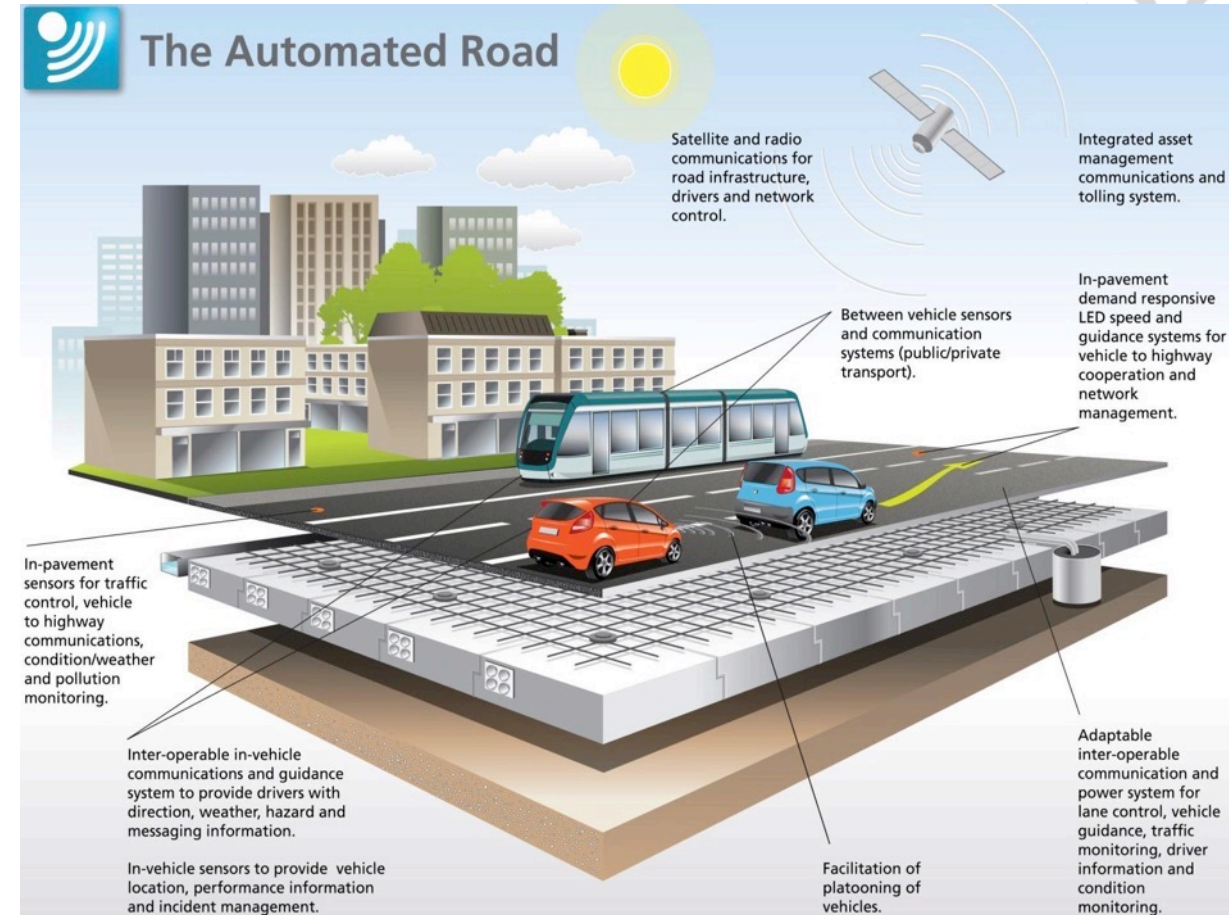 The Automated Road
Satellite and radio
communications for
road infrastructure,
drivers and network
control.
Integrated asset
management
communications and
tolling system.
Between vehicle sensors
and communication
systems (public/private
transport).
In-pavement
demand responsive
LED speed and
guidance systems for
vehicle to highway
cooperation and
network
management.
In-pavement
sensors for traffic
control, vehicle
to highway
communications,
condition/weather
and pollution
monitoring.
Inter-operable in-vehicle
communications and guidance
system to provide drivers with
direction, weather, hazard and
messaging information.
In-vehicle sensors to provide vehicle
location, performance information
and incident management.
Facilitation of
platooning of
vehicles.
Adaptable
inter-operable
communication and
power system for
lane control, vehicle
guidance, traffic
monitoring, driver
information and
condition
monitoring.